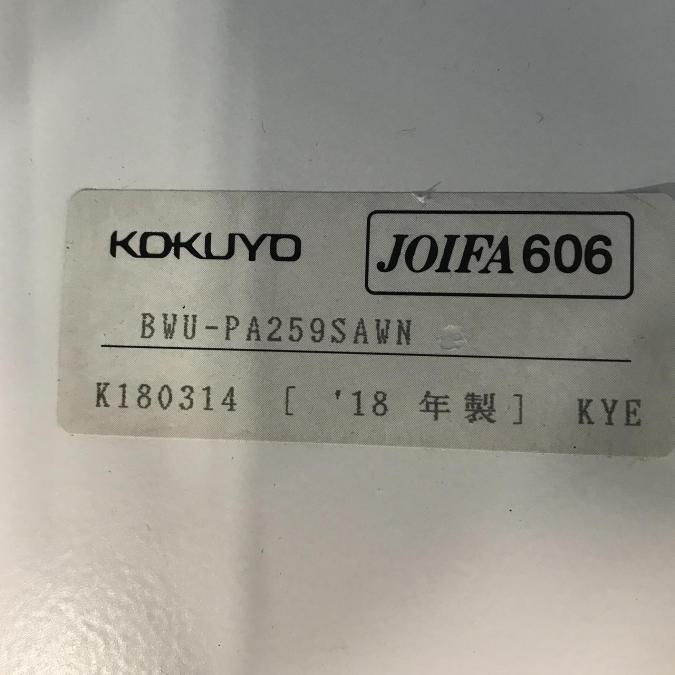 KOKUYO JOIFA606
BWU-PA259SAWN
K180314 [ '18 年製] KYE